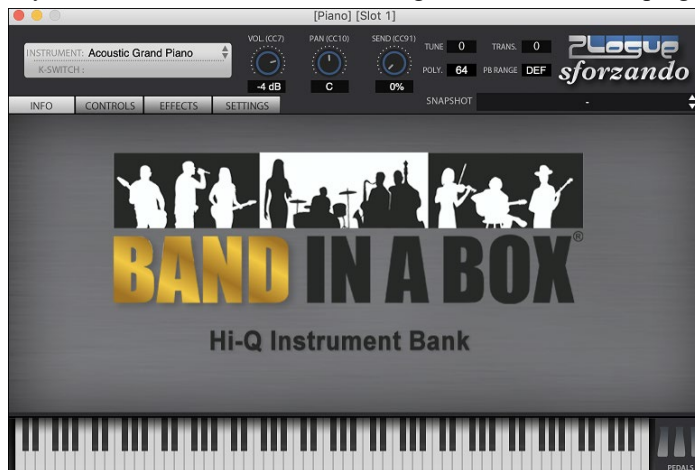 [Piano] [Slot 1]
INSTRUMENT: Acoustic Grand Piano
K-SWITCH :
VOL. (CC7)
-4 dB
PAN (CC10)
C
SEND (CC91)
0%
TUNE 0 TRANS. 0
POLY. 64 PB RANGE DEF
Plogue
sforzando
INFO CONTROLS EFFECTS SETTINGS
SNAPSHOT -
BAND IN A BOX®
Hi-Q Instrument Bank
PEDALS